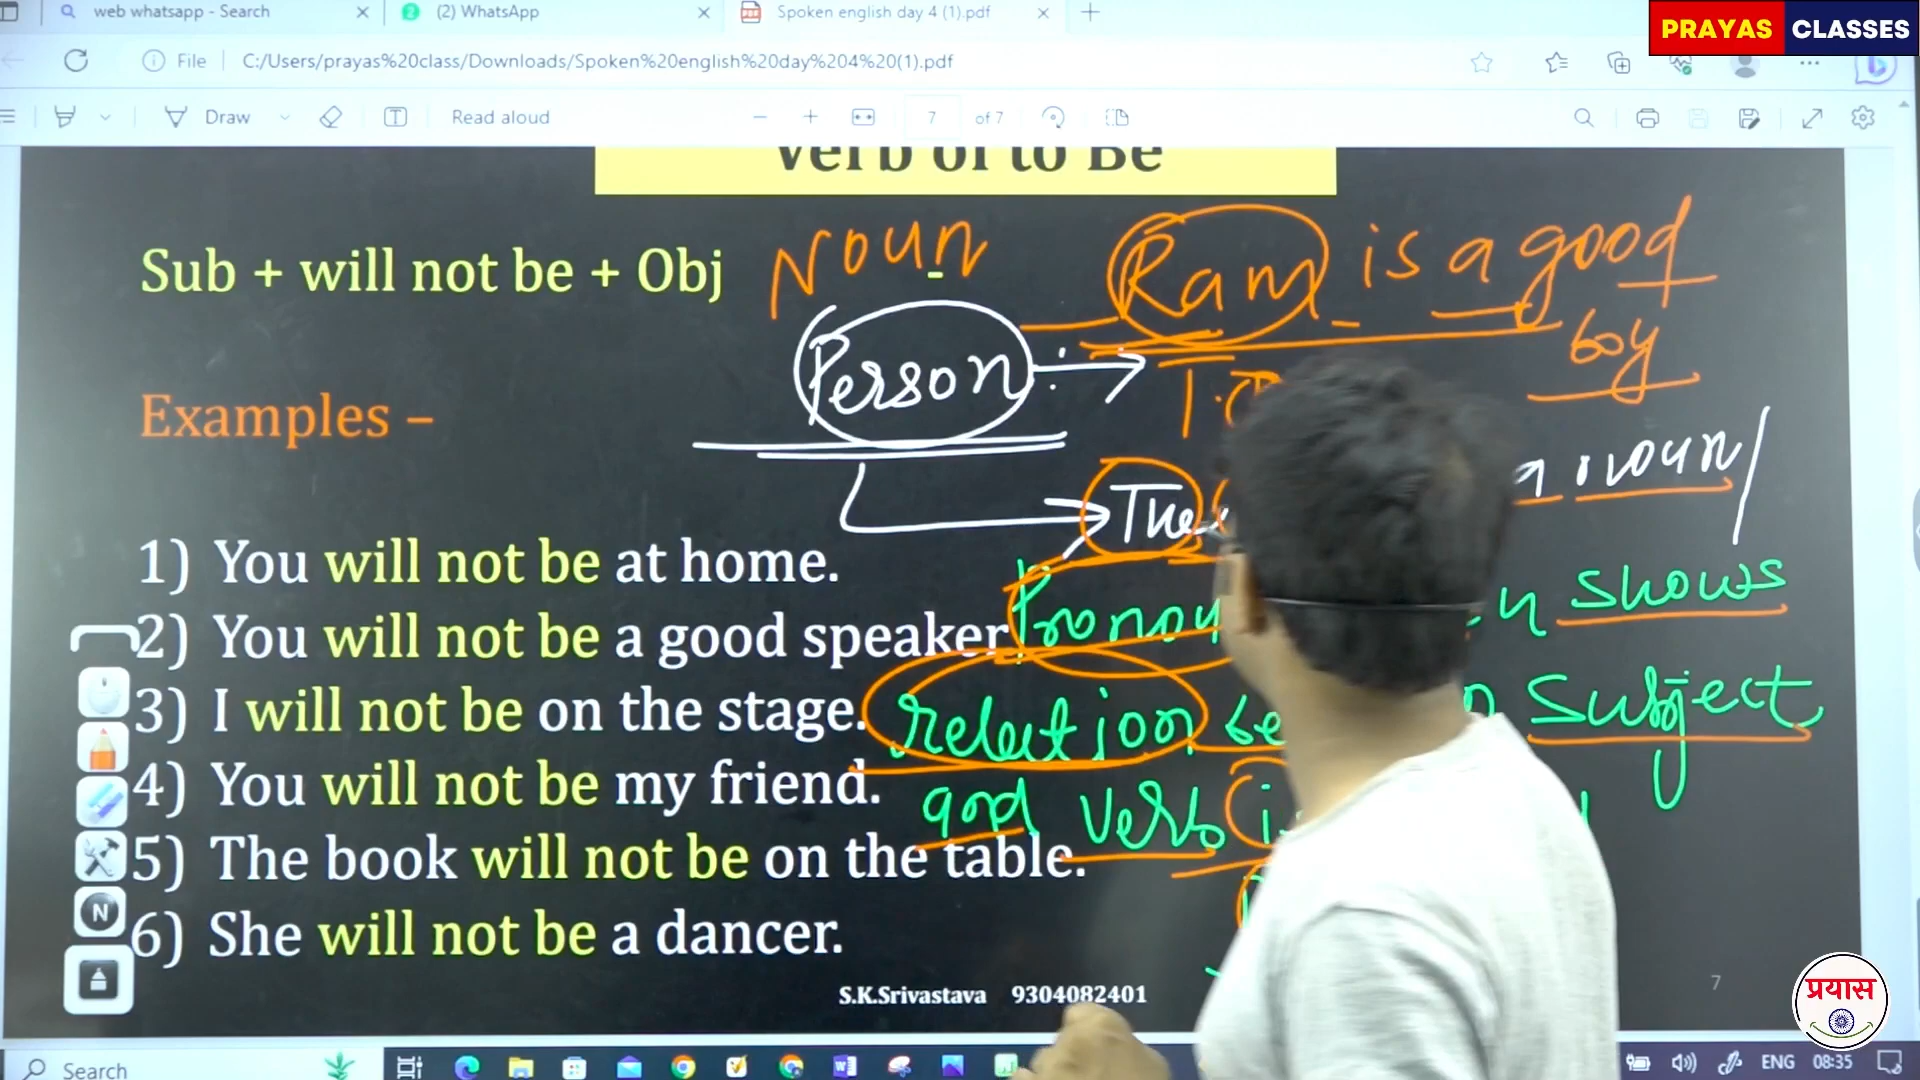 web whatsapp - Search
(2) WhatsApp
Spoken english day 4 (1).pdf
PRAYAS CLASSES
File
C:/Users/prayas%20class/Downloads/Spoken%20english%20day%204%20(1).pdf
Draw
Read aloud
7 of 7
Verb of to Be
Sub + will not be + Obj
Noun
Ram is a good
boy
Person :
Examples –
The
a noun
1) You will not be at home.
shows
2) You will not be a good speaker
3) I will not be on the stage.
relation
subject
4) You will not be my friend.
and verb
5) The book will not be on the table.
6) She will not be a dancer.
S.K.Srivastava 9304082401
7
प्रयास
N
Search
ENG 08:35